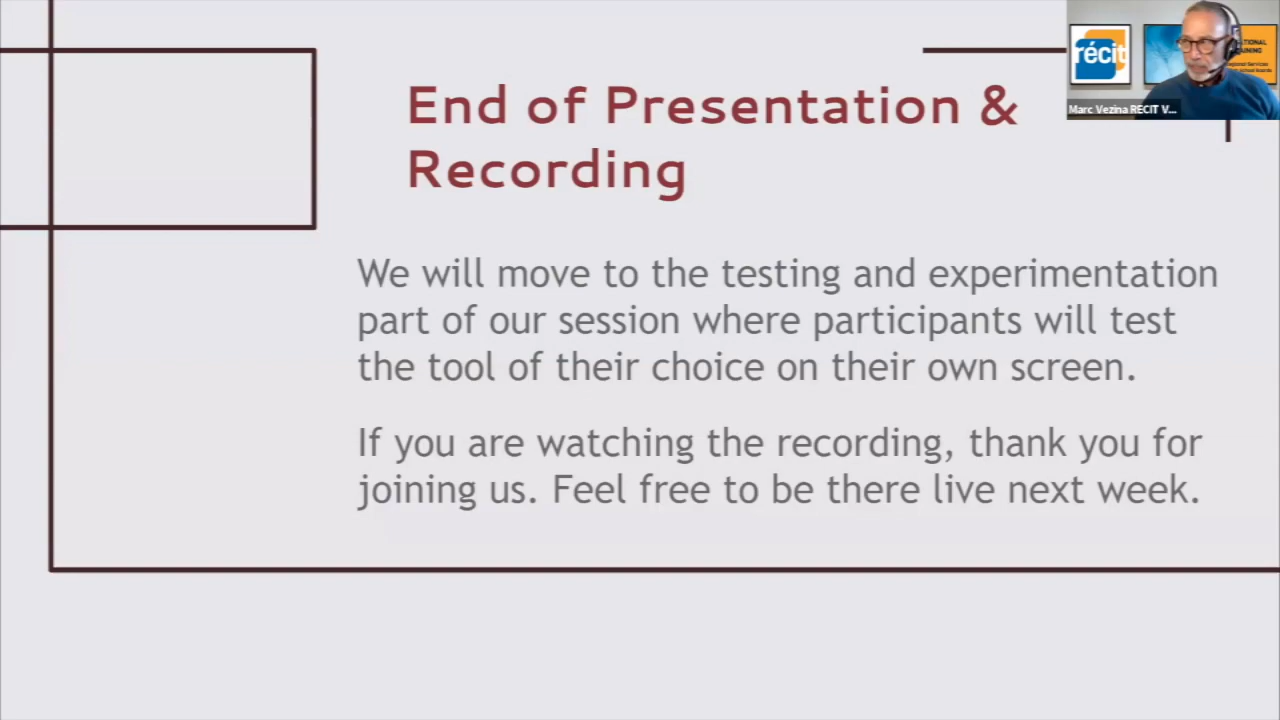 End of Presentation &
Recording
We will move to the testing and experimentation
part of our session where participants will test
the tool of their choice on their own screen.
If you are watching the recording, thank you for
joining us. Feel free to be there live next week.
récit
Marc Vezina RECIT V...